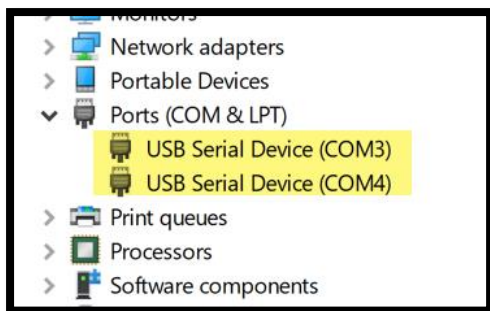 Monitors
Network adapters
Portable Devices
Ports (COM & LPT)
USB Serial Device (COM3)
USB Serial Device (COM4)
Print queues
Processors
Software components